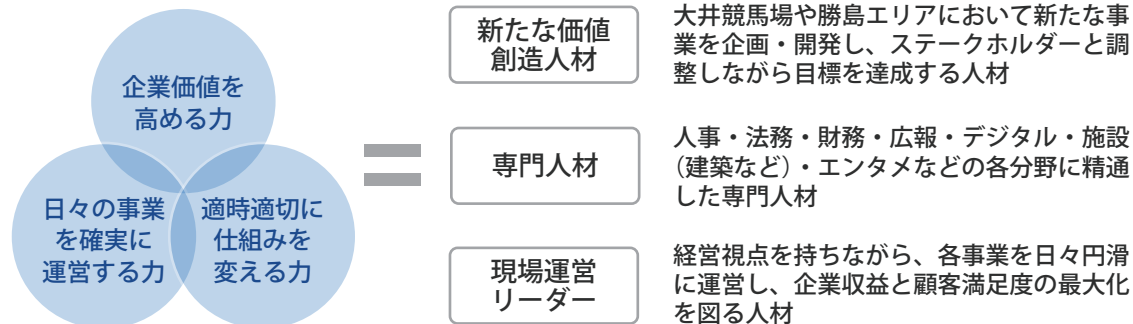 企業価値を
高める力
日々の事業
を確実に
運営する力
適時適切に
仕組みを
変える力
新たな価値
創造人材
大井競馬場や勝島エリアにおいて新たな事
業を企画・開発し、ステークホルダーと調
整しながら目標を達成する人材
専門人材
人事・法務・財務・広報・デジタル・施設
(建築など)・エンタメなどの各分野に精通
した専門人材
現場運営
リーダー
経営視点を持ちながら、各事業を日々円滑
に運営し、企業収益と顧客満足度の最大化
を図る人材